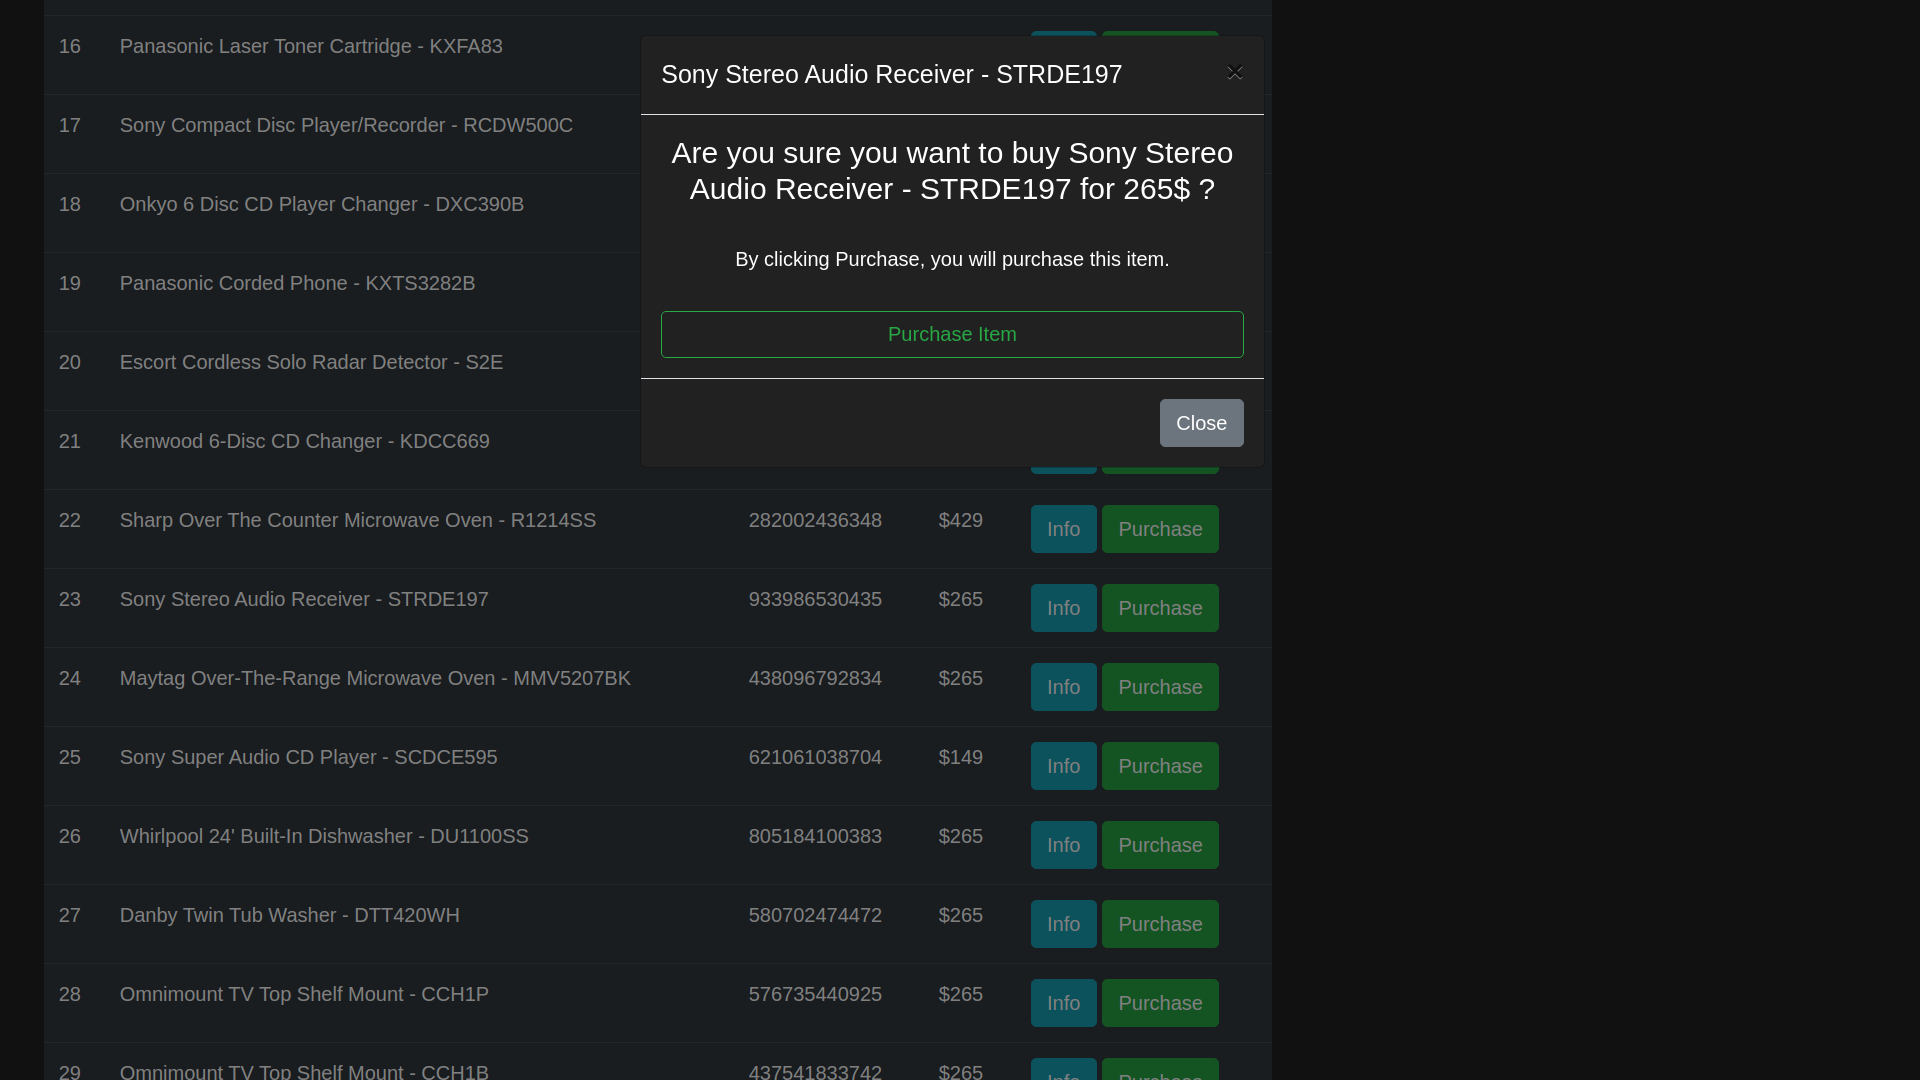 16 Panasonic Laser Toner Cartridge - KXFA83
Sony Stereo Audio Receiver - STRDE197 ×
17 Sony Compact Disc Player/Recorder - RCDW500C
Are you sure you want to buy Sony Stereo
Audio Receiver - STRDE197 for 265$ ?
18 Onkyo 6 Disc CD Player Changer - DXC390B
By clicking Purchase, you will purchase this item.
19 Panasonic Corded Phone - KXTS3282B
Purchase Item
20 Escort Cordless Solo Radar Detector - S2E
Close
21 Kenwood 6-Disc CD Changer - KDCC669
22 Sharp Over The Counter Microwave Oven - R1214SS 282002436348 $429 Info Purchase
23 Sony Stereo Audio Receiver - STRDE197 933986530435 $265 Info Purchase
24 Maytag Over-The-Range Microwave Oven - MMV5207BK 438096792834 $265 Info Purchase
25 Sony Super Audio CD Player - SCDCE595 621061038704 $149 Info Purchase
26 Whirlpool 24' Built-In Dishwasher - DU1100SS 805184100383 $265 Info Purchase
27 Danby Twin Tub Washer - DTT420WH 580702474472 $265 Info Purchase
28 Omnimount TV Top Shelf Mount - CCH1P 576735440925 $265 Info Purchase
29 Omnimount TV Top Shelf Mount - CCH1B 437541833742 $265 Info Purchase